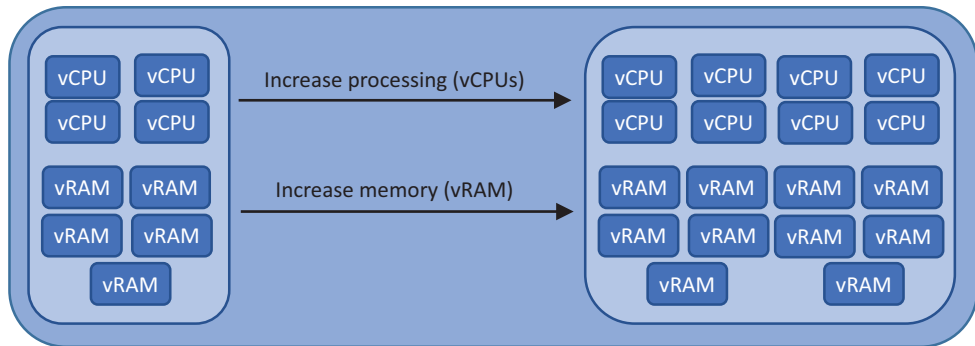 vCPU vCPU
vCPU vCPU
vRAM vRAM
vRAM vRAM
vRAM
Increase processing (vCPUs)
Increase memory (vRAM)
vCPU vCPU vCPU vCPU
vCPU vCPU vCPU vCPU
vRAM vRAM vRAM vRAM
vRAM vRAM vRAM vRAM
vRAM vRAM